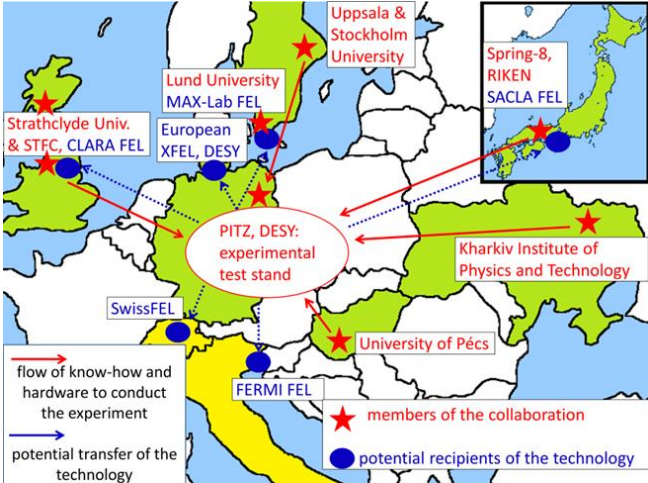 Uppsala &
Stockholm
University
Spring-8,
RIKEN
SACLA FEL
Lund University
MAX-Lab FEL
Strathclyde Univ.
& STFC, CLARA FEL
European
XFEL, DESY
PITZ, DESY:
experimental
test stand
Kharkiv Institute of
Physics and Technology
SwissFEL
University of Pécs
FERMI FEL
flow of know-how and
hardware to conduct
the experiment
potential transfer of the
technology
members of the collaboration
potential recipients of the technology